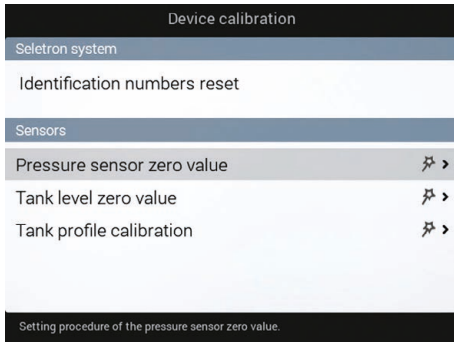 Device calibration
Seletron system
Identification numbers reset
Sensors
Pressure sensor zero value
Tank level zero value
Tank profile calibration
Setting procedure of the pressure sensor zero value.